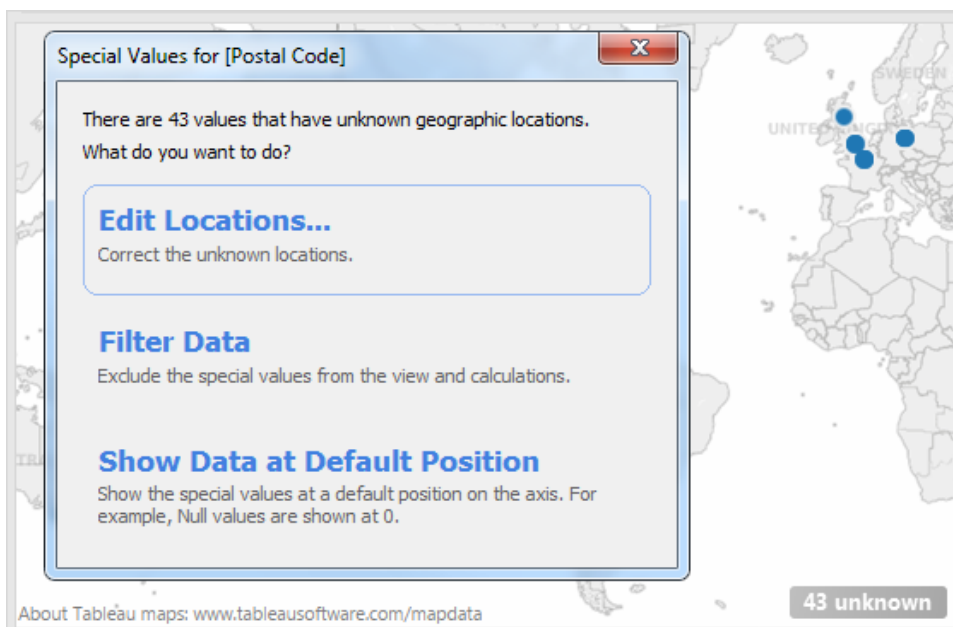 Special Values for [Postal Code]
There are 43 values that have unknown geographic locations.
What do you want to do?
Edit Locations...
Correct the unknown locations.
Filter Data
Exclude the special values from the view and calculations.
Show Data at Default Position
Show the special values at a default position on the axis. For
example, Null values are shown at 0.
SWEDEN
About Tableau maps: www.tableausoftware.com/mapdata
43 unknown